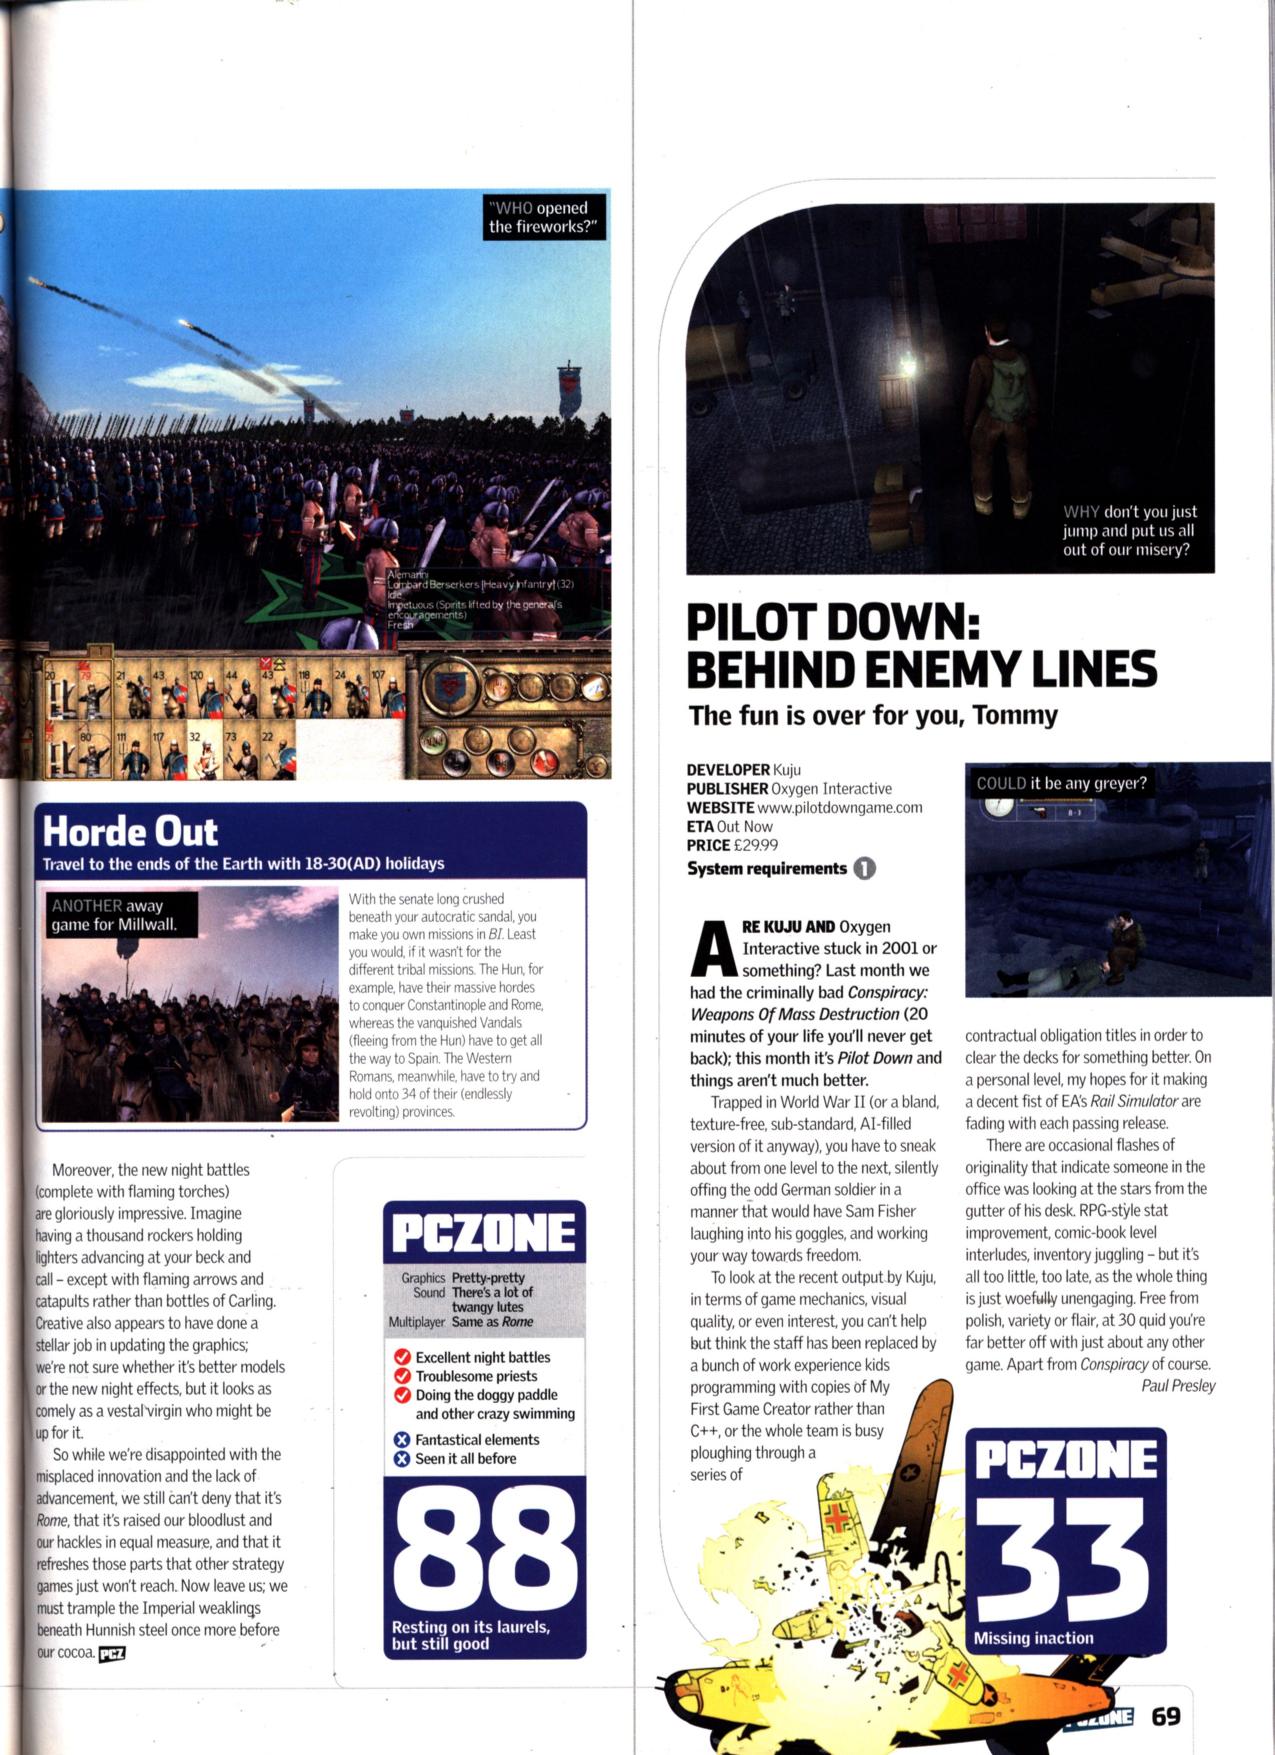 "WHO opened
the fireworks?"
Alemanni
Lombard Berserkers [Heavy Infantry] (32)
Idle
Impetuous (Spirits lifted by the general's
encouragements)
Fresh
20
79
21
43
120
44
43
118
24
107
80
111
117
32
73
22
Horde Out
Travel to the ends of the Earth with 18-30(AD) holidays
ANOTHER away
game for Millwall.
With the senate long crushed
beneath your autocratic sandal, you
make you own missions in BI. Least
you would, if it wasn't for the
different tribal missions. The Hun, for
example, have their massive hordes
to conquer Constantinople and Rome,
whereas the vanquished Vandals
(fleeing from the Hun) have to get all
the way to Spain. The Western
Romans, meanwhile, have to try and
hold onto 34 of their (endlessly
revolting) provinces.
Moreover, the new night battles
(complete with flaming torches)
are gloriously impressive. Imagine
having a thousand rockers holding
lighters advancing at your beck and
call – except with flaming arrows and
catapults rather than bottles of Carling.
Creative also appears to have done a
stellar job in updating the graphics;
we're not sure whether it's better models
or the new night effects, but it looks as
comely as a vestal virgin who might be
up for it.
So while we're disappointed with the
misplaced innovation and the lack of
advancement, we still can't deny that it's
Rome, that it's raised our bloodlust and
our hackles in equal measure, and that it
refreshes those parts that other strategy
games just won't reach. Now leave us; we
must trample the Imperial weaklings
beneath Hunnish steel once more before
our cocoa. PCZ
PCZONE
Graphics Pretty-pretty
Sound There's a lot of
twangy lutes
Multiplayer Same as Rome
Excellent night battles
Troublesome priests
Doing the doggy paddle
and other crazy swimming
Fantastical elements
Seen it all before
88
Resting on its laurels,
but still good
WHY don't you just
jump and put us all
out of our misery?
PILOT DOWN:
BEHIND ENEMY LINES
The fun is over for you, Tommy
DEVELOPER Kuju
PUBLISHER Oxygen Interactive
WEBSITE www.pilotdowngame.com
ETA Out Now
PRICE £29.99
System requirements 1
COULD it be any greyer?
ARE KUJU AND Oxygen
Interactive stuck in 2001 or
something? Last month we
had the criminally bad Conspiracy:
Weapons Of Mass Destruction (20
minutes of your life you'll never get
back); this month it's Pilot Down and
things aren't much better.
Trapped in World War II (or a bland,
texture-free, sub-standard, AI-filled
version of it anyway), you have to sneak
about from one level to the next, silently
offing the odd German soldier in a
manner that would have Sam Fisher
laughing into his goggles, and working
your way towards freedom.
To look at the recent output by Kuju,
in terms of game mechanics, visual
quality, or even interest, you can't help
but think the staff has been replaced by
a bunch of work experience kids
programming with copies of My
First Game Creator rather than
C++, or the whole team is busy
ploughing through a
series of
contractual obligation titles in order to
clear the decks for something better. On
a personal level, my hopes for it making
a decent fist of EA's Rail Simulator are
fading with each passing release.
There are occasional flashes of
originality that indicate someone in the
office was looking at the stars from the
gutter of his desk. RPG-style stat
improvement, comic-book level
interludes, inventory juggling – but it's
all too little, too late, as the whole thing
is just woefully unengaging. Free from
polish, variety or flair, at 30 quid you're
far better off with just about any other
game. Apart from Conspiracy of course.
Paul Presley
PCZONE
33
Missing inaction
PCZONE 69